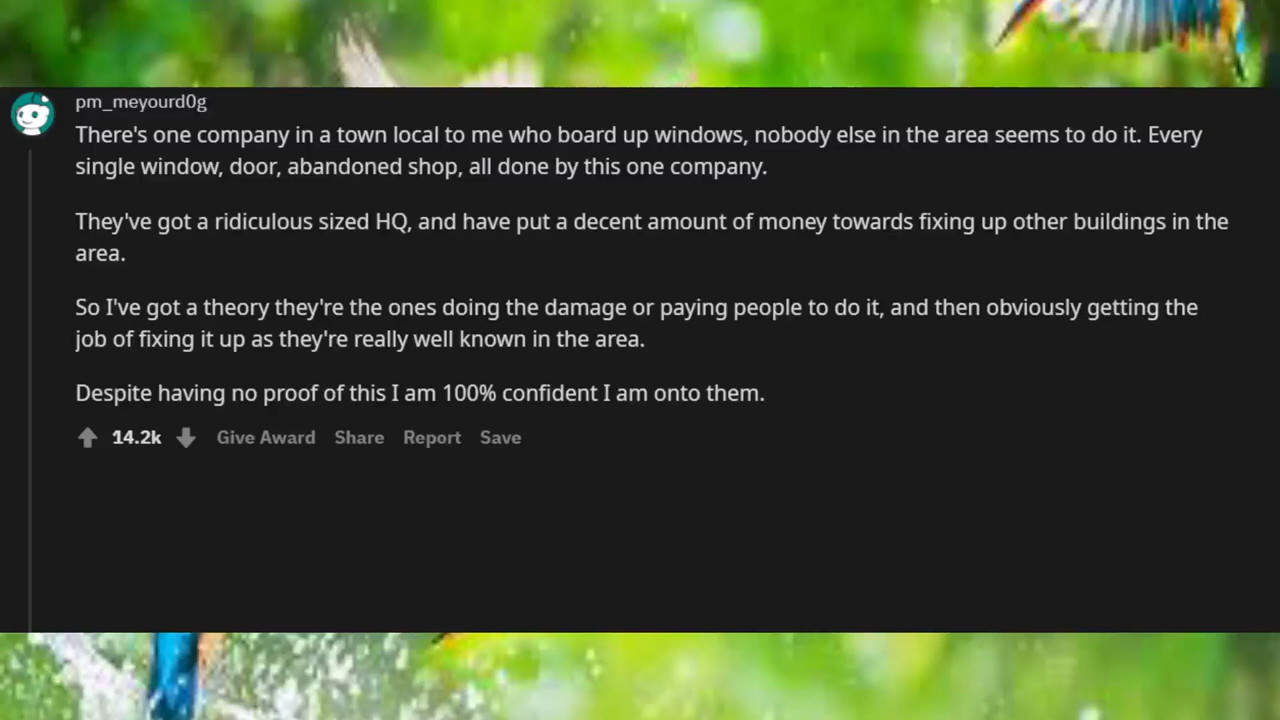 pm_meyourd0g
There's one company in a town local to me who board up windows, nobody else in the area seems to do it. Every
single window, door, abandoned shop, all done by this one company.
They've got a ridiculous sized HQ, and have put a decent amount of money towards fixing up other buildings in the
area.
So I've got a theory they're the ones doing the damage or paying people to do it, and then obviously getting the
job of fixing it up as they're really well known in the area.
Despite having no proof of this I am 100% confident I am onto them.
14.2k Give Award Share Report Save